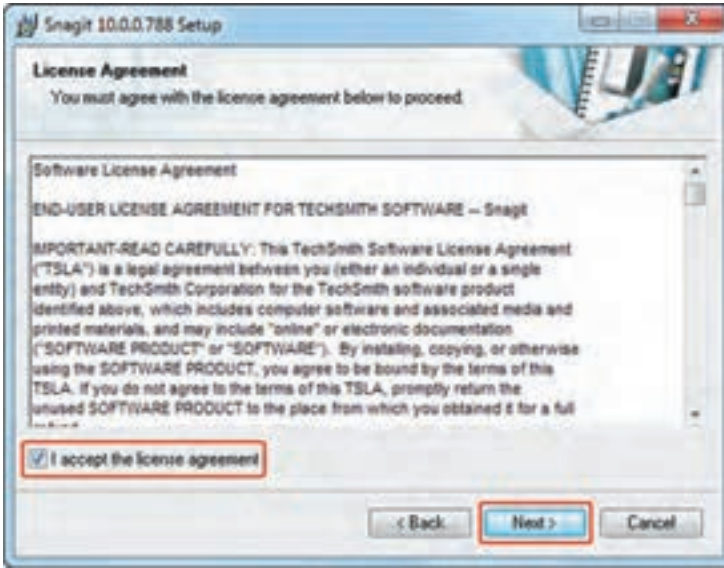 Snagit 10.0.0.788 Setup
License Agreement
You must agree with the license agreement below to proceed.
Software License Agreement
END-USER LICENSE AGREEMENT FOR TECHSMITH SOFTWARE -- Snagit
IMPORTANT-READ CAREFULLY: This TechSmith Software License Agreement
("TSLA") is a legal agreement between you (either an individual or a single
entity) and TechSmith Corporation for the TechSmith software product
identified above, which includes computer software and associated media and
printed materials, and may include "online" or electronic documentation
("SOFTWARE PRODUCT" or "SOFTWARE"). By installing, copying, or otherwise
using the SOFTWARE PRODUCT, you agree to be bound by the terms of this
TSLA. If you do not agree to the terms of this TSLA, promptly return the
unused SOFTWARE PRODUCT to the place from which you obtained it for a full
I accept the license agreement
< Back Next > Cancel